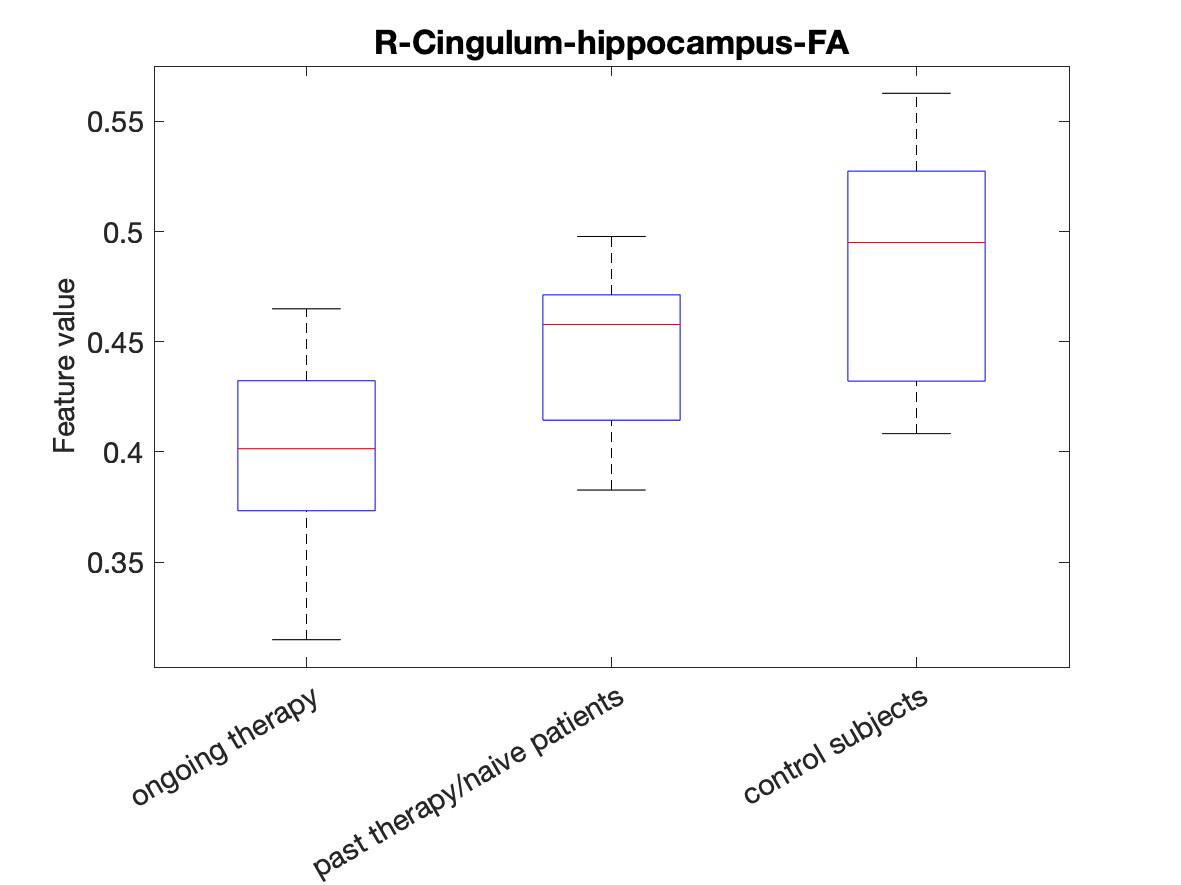 R-Cingulum-hippocampus-FA
Feature value
0.55
0.5
0.45
0.4
0.35
ongoing therapy
past therapy/naive patients
control subjects